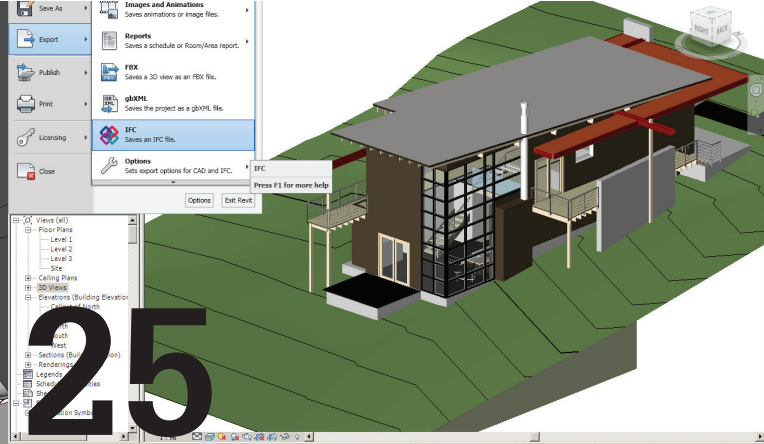 Save As
Images and Animations
Saves animations or image files.
Export
Reports
Saves a schedule or Room/Area report.
FBX
Saves a 3D view as an FBX file.
Publish
gbXML
Saves the project as a gbXML file.
Print
IFC
Saves an IFC file.
Licensing
Options
Sets export options for CAD and IFC.
Close
IFC
Press F1 for more help
Options
Exit Revit
RIGHT
BACK
Views (all)
Floor Plans
Level 1
Level 2
Level 3
Site
Ceiling Plans
3D Views
Elevations (Building Elevation
North
West
Sections (Buil
Renderings
Legends
25